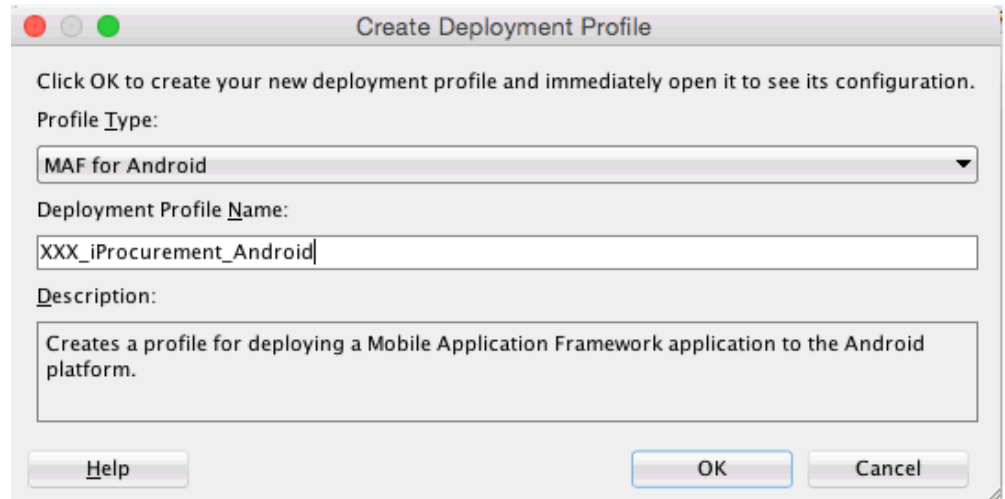 Create Deployment Profile
Click OK to create your new deployment profile and immediately open it to see its configuration.
Profile Type:
MAF for Android
Deployment Profile Name:
XXX_iProcurement_Android
Description:
Creates a profile for deploying a Mobile Application Framework application to the Android
platform.
Help
OK
Cancel